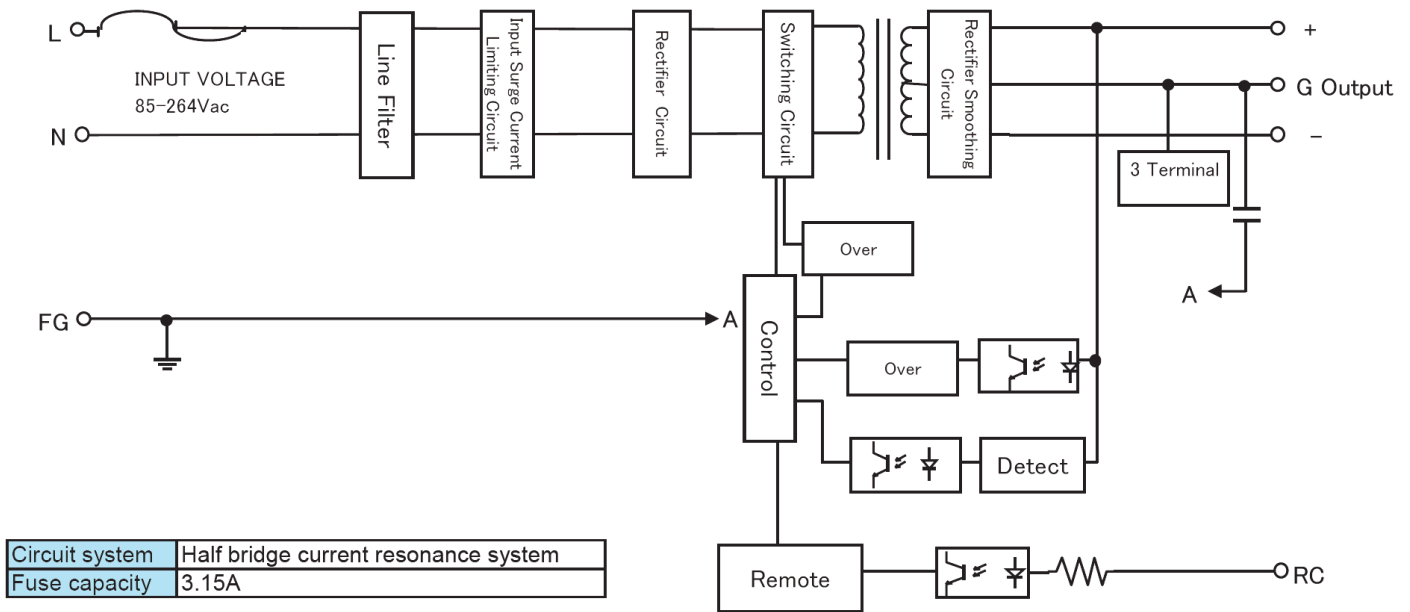 L
INPUT VOLTAGE
85-264Vac
N
Line Filter
Input Surge Current
Limiting Circuit
Rectifier Circuit
Switching Circuit
Rectifier Smoothing
Circuit
+
G Output
-
3 Terminal
A
Over
FG
A
Control
Over
Detect
Remote
RC
Circuit system Half bridge current resonance system
Fuse capacity 3.15A